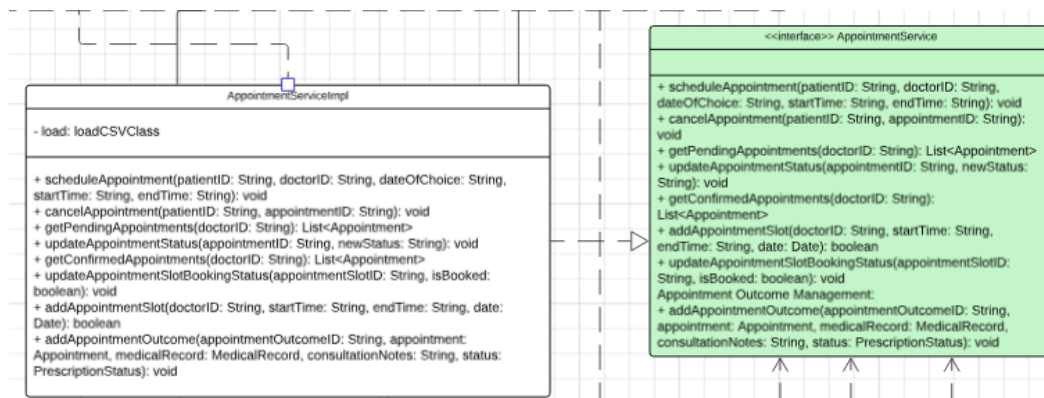 AppointmentServiceImpl
- load: loadCSVClass
+ scheduleAppointment(patientID: String, doctorID: String, dateOfChoice: String,
startTime: String, endTime: String): void
+ cancelAppointment(patientID: String, appointmentID: String): void
+ getPendingAppointments(doctorID: String): List<Appointment>
+ updateAppointmentStatus(appointmentID: String, newStatus: String): void
+ getConfirmedAppointments(doctorID: String): List<Appointment>
+ updateAppointmentSlotBookingStatus(appointmentSlotID: String, isBooked:
boolean): void
+ addAppointmentSlot(doctorID: String, startTime: String, endTime: String, date:
Date): boolean
+ addAppointmentOutcome(appointmentOutcomeID: String, appointment:
Appointment, medicalRecord: MedicalRecord, consultationNotes: String, status:
PrescriptionStatus): void
<<interface>> AppointmentService
+ scheduleAppointment(patientID: String, doctorID: String,
dateOfChoice: String, startTime: String, endTime: String): void
+ cancelAppointment(patientID: String, appointmentID: String):
void
+ getPendingAppointments(doctorID: String): List<Appointment>
+ updateAppointmentStatus(appointmentID: String, newStatus:
String): void
+ getConfirmedAppointments(doctorID: String):
List<Appointment>
+ addAppointmentSlot(doctorID: String, startTime: String,
endTime: String, date: Date): boolean
+ updateAppointmentSlotBookingStatus(appointmentSlotID:
String, isBooked: boolean): void
Appointment Outcome Management:
+ addAppointmentOutcome(appointmentOutcomeID: String,
appointment: Appointment, medicalRecord: MedicalRecord,
consultationNotes: String, status: PrescriptionStatus): void